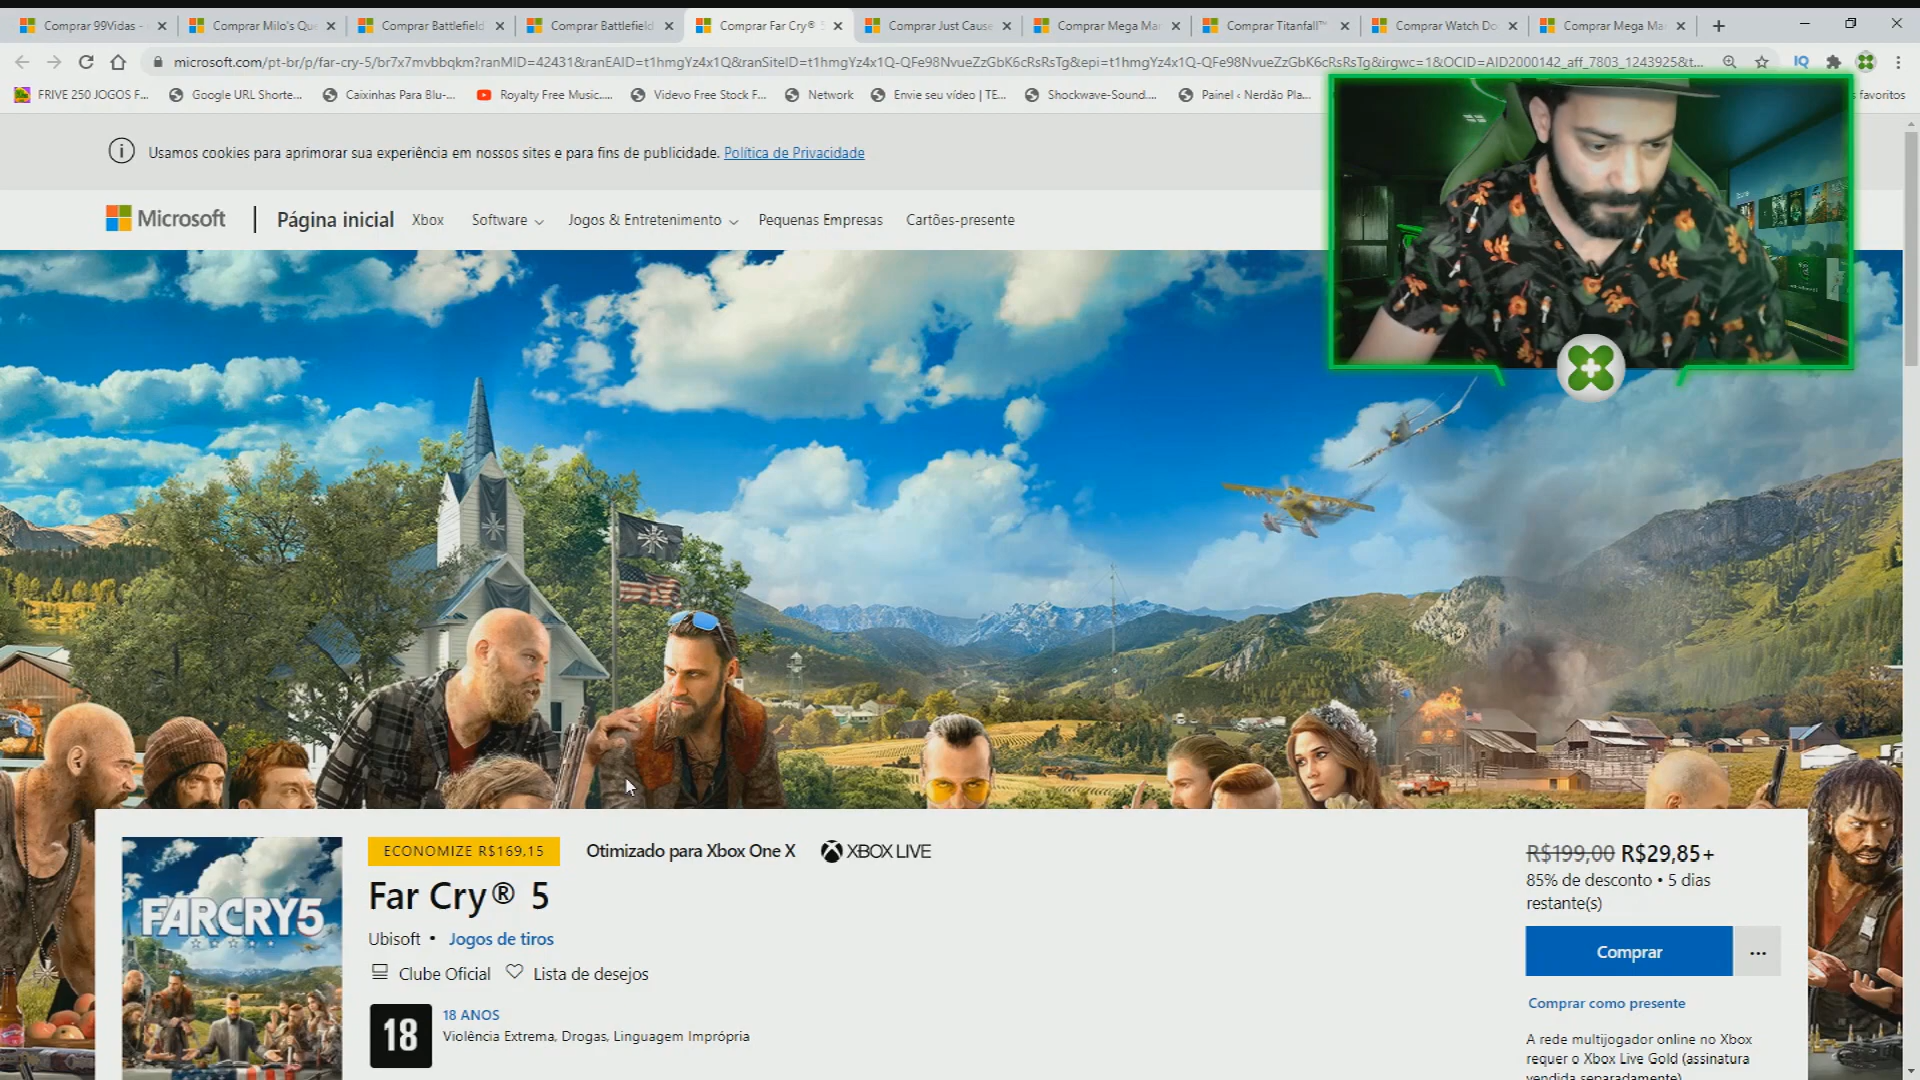 Comprar 99Vidas -
Comprar Milo's Que
Comprar Battlefield
Comprar Battlefield
Comprar Far Cry® 5
Comprar Just Cause
Comprar Mega Ma
Comprar Titanfall™
Comprar Watch Do
Comprar Mega Ma
microsoft.com/pt-br/p/far-cry-5/br7x7mvbbqkm?ranMID=42431&ranEAID=t1hmgYz4x1Q&ranSiteID=t1hmgYz4x1Q-QFe98NvueZzGbK6cRsRsTg&epi=t1hmgYz4x1Q-QFe98NvueZzGbK6cRsRsTg&irgwc=1&OCID=AID2000142_aff_7803_1243925&t...
IQ
FRIVE 250 JOGOS F...
Google URL Shorte...
Caixinhas Para Blu-...
Royalty Free Music....
Videvo Free Stock F...
Network
Envie seu vídeo | TE...
Shockwave-Sound....
Painel ‹ Nerdão Pla...
favoritos
Usamos cookies para aprimorar sua experiência em nossos sites e para fins de publicidade. Política de Privacidade
Microsoft
Página inicial
Xbox
Software
Jogos & Entretenimento
Pequenas Empresas
Cartões-presente
FARCRY5
ECONOMIZE R$169,15
Otimizado para Xbox One X
XBOX LIVE
Far Cry® 5
Ubisoft •
Jogos de tiros
Clube Oficial
Lista de desejos
18
18 ANOS
Violência Extrema, Drogas, Linguagem Imprópria
R$199,00 R$29,85+
85% de desconto • 5 dias
restante(s)
Comprar
...
Comprar como presente
A rede multijogador online no Xbox
requer o Xbox Live Gold (assinatura
vendida separadamente)